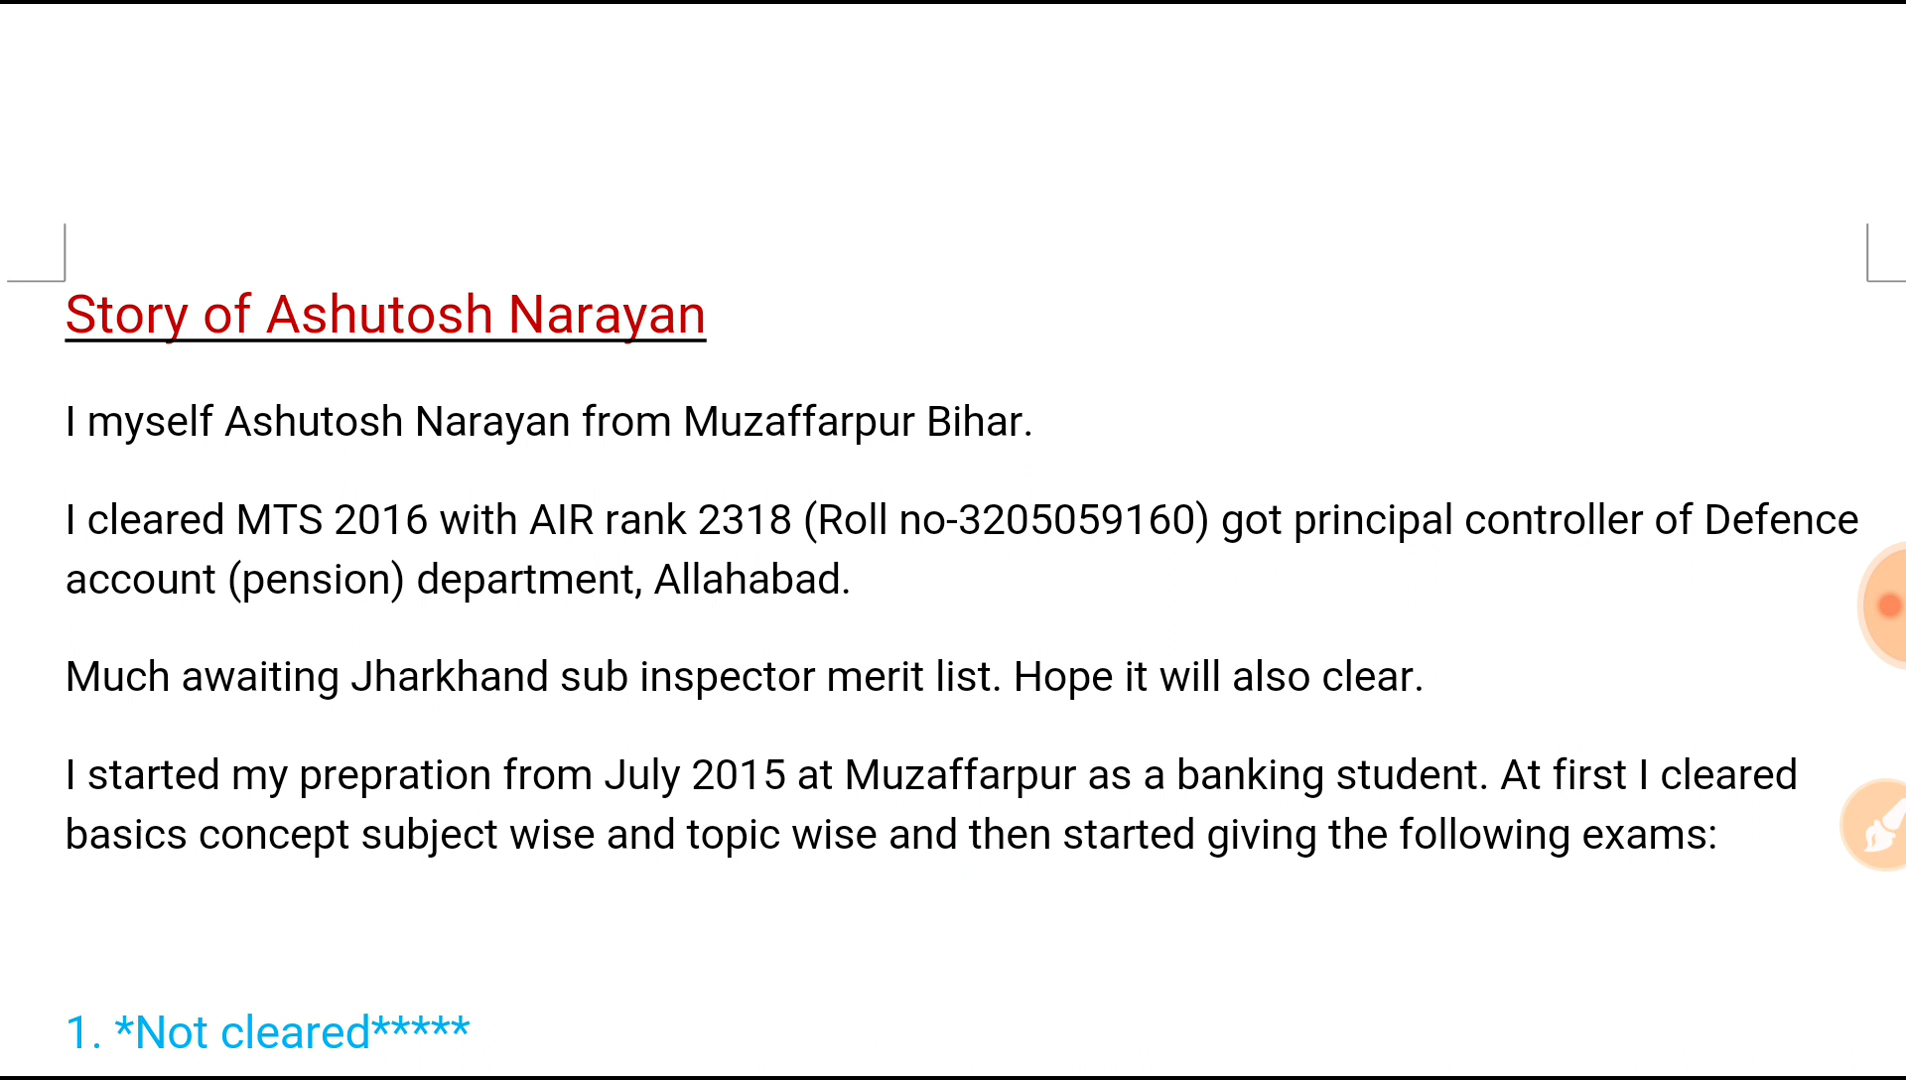 Story of Ashutosh Narayan
I myself Ashutosh Narayan from Muzaffarpur Bihar.
I cleared MTS 2016 with AIR rank 2318 (Roll no-3205059160) got principal controller of Defence
account (pension) department, Allahabad.
Much awaiting Jharkhand sub inspector merit list. Hope it will also clear.
I started my prepration from July 2015 at Muzaffarpur as a banking student. At first I cleared
basics concept subject wise and topic wise and then started giving the following exams:
1. *Not cleared*****